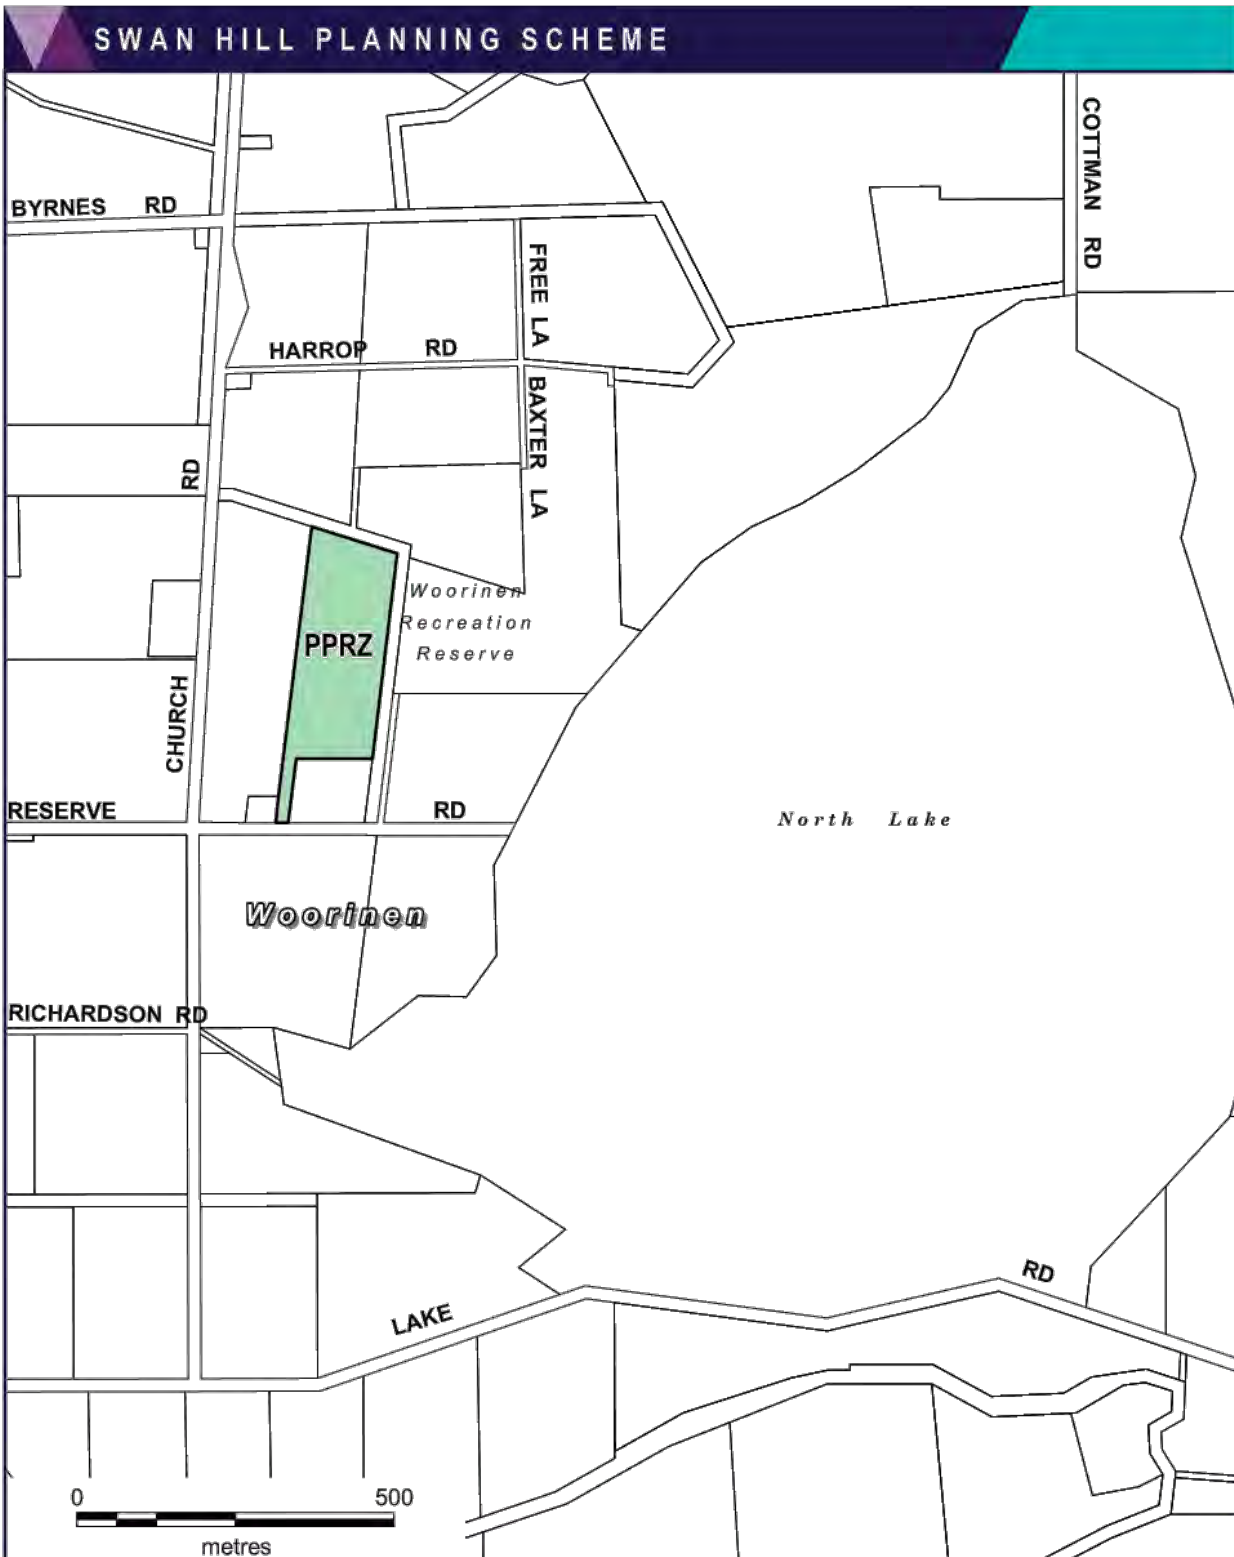 SWAN HILL PLANNING SCHEME
COTTMAN RD
BYRNES RD
FREE LA
HARROP RD
BAXTER LA
CHURCH RD
Woorinen
Recreation
Reserve
PPRZ
RESERVE RD
North Lake
Woorinen
RICHARDSON RD
LAKE RD
0 500
metres